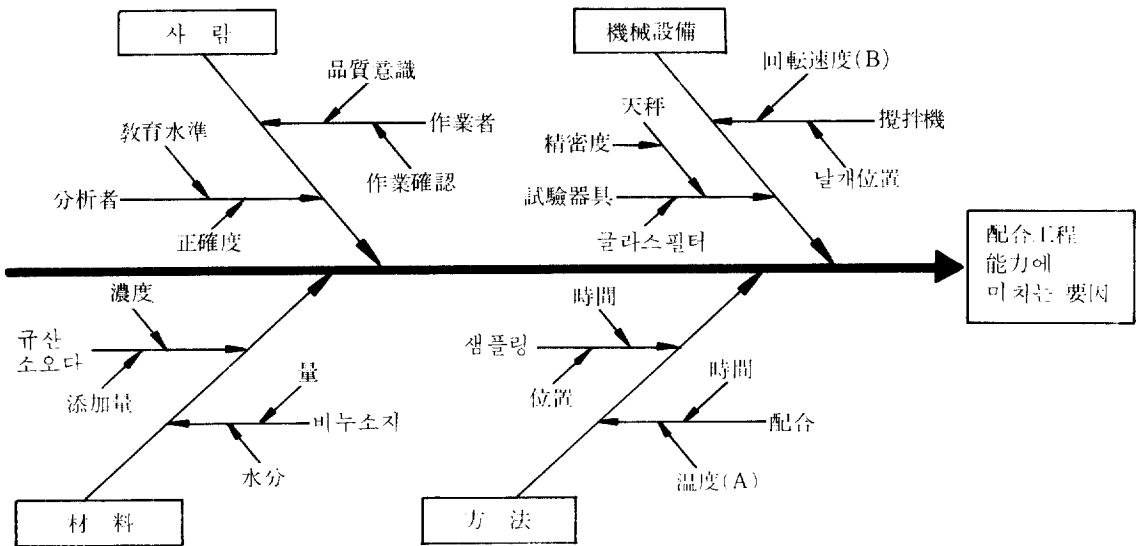 사 람
機械設備
品質意識
回転速度(B)
天秤
敎育水準
作業者
攪拌機
精密度
分析者
作業確認
試驗器具
날개位置
正確度
글라스필터
配合工程
能力에
미치는 要因
濃度
時間
규산
소오다
샘플링
添加量
量
位置
時間
비누소지
配合
水分
温度(A)
材 料
方 法